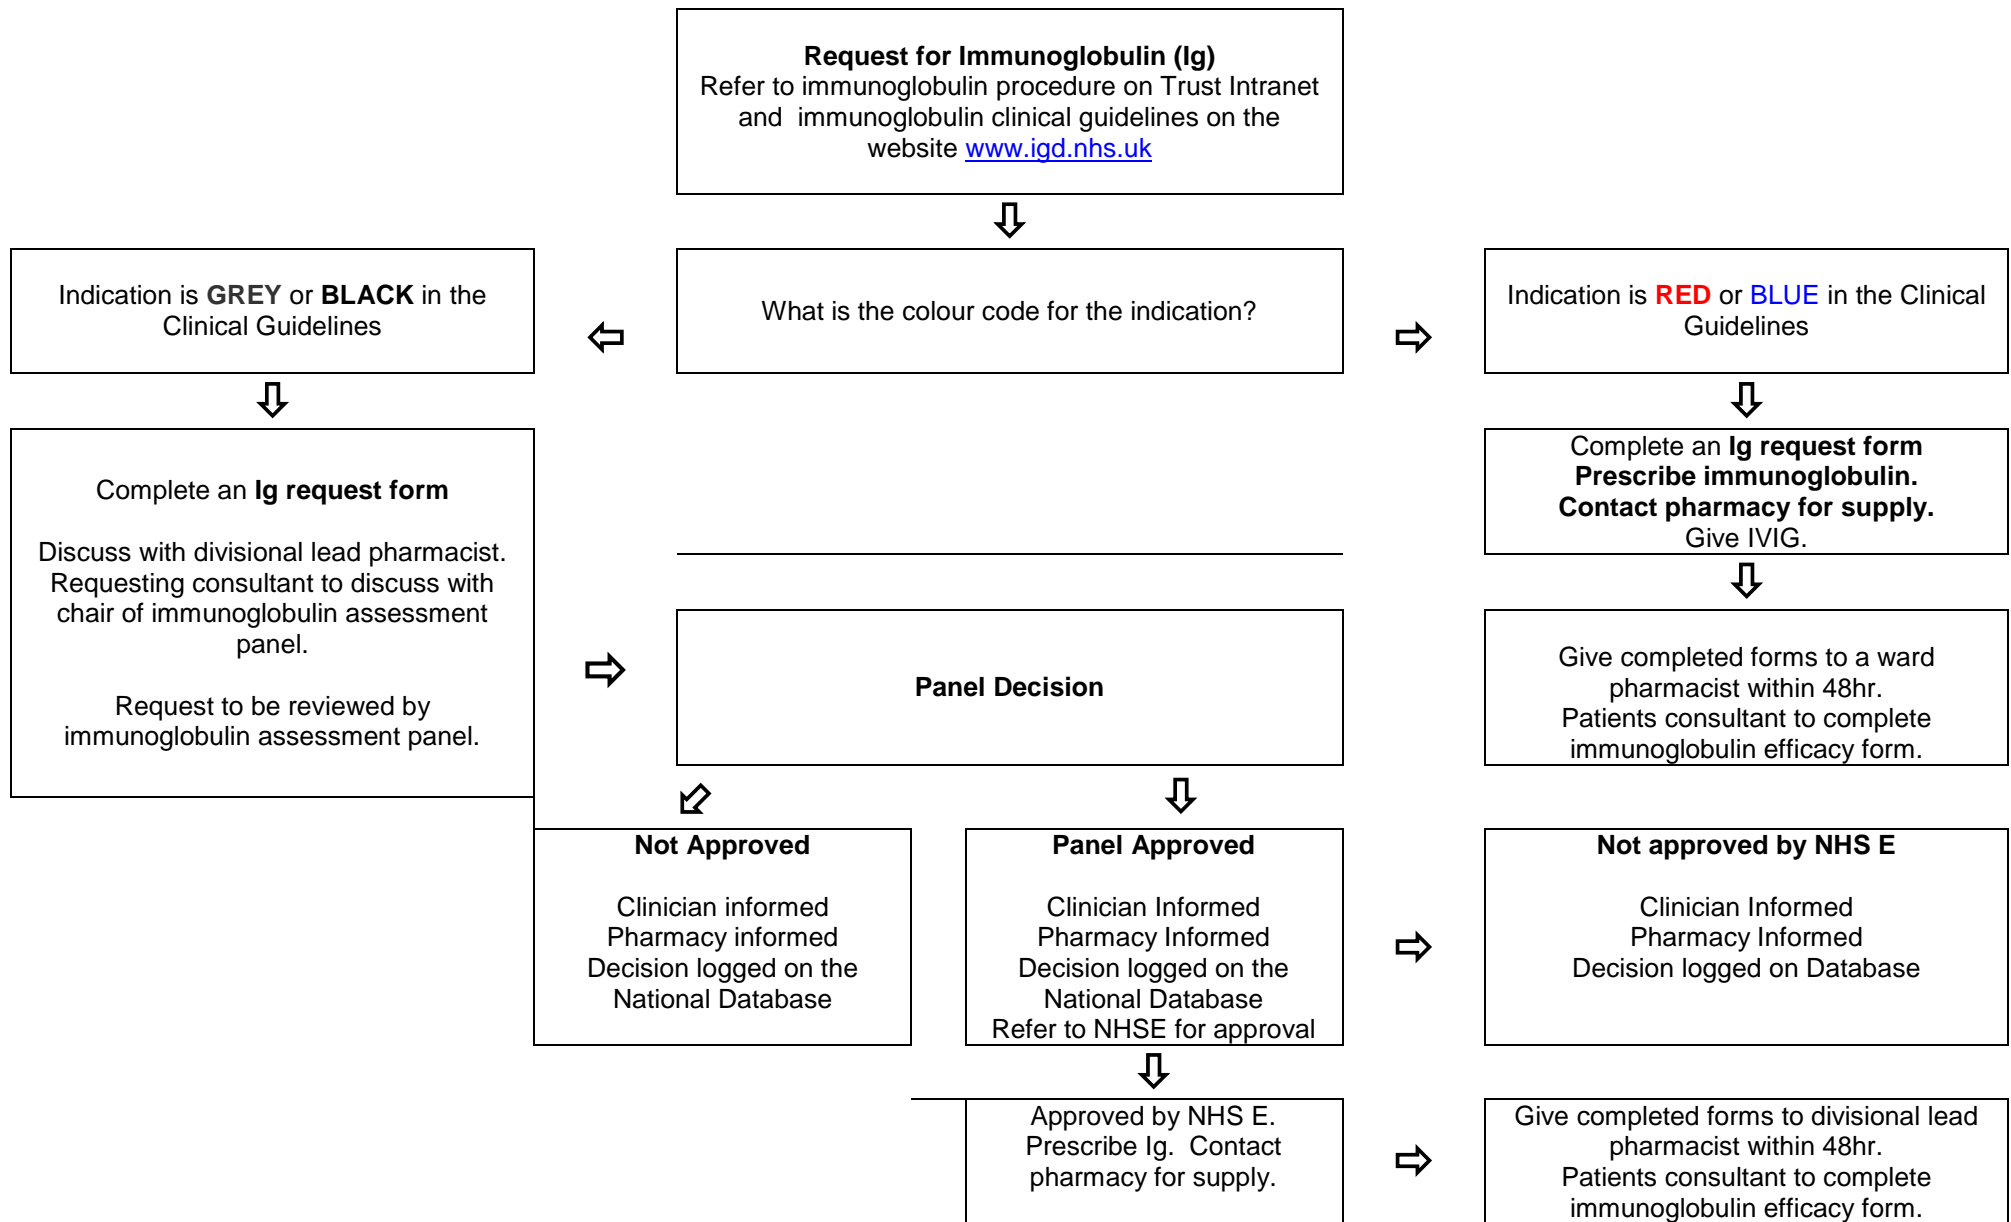 Request for Immunoglobulin (Ig)
Refer to immunoglobulin procedure on Trust Intranet
and immunoglobulin clinical guidelines on the
website www.igd.nhs.uk
Indication is GREY or BLACK in the
Clinical Guidelines
What is the colour code for the indication?
Indication is RED or BLUE in the Clinical
Guidelines
Complete an Ig request form
Discuss with divisional lead pharmacist.
Requesting consultant to discuss with
chair of immunoglobulin assessment
panel.
Request to be reviewed by
immunoglobulin assessment panel.
Complete an Ig request form
Prescribe immunoglobulin.
Contact pharmacy for supply.
Give IVIG.
Panel Decision
Give completed forms to a ward
pharmacist within 48hr.
Patients consultant to complete
immunoglobulin efficacy form.
Not Approved
Clinician informed
Pharmacy informed
Decision logged on the
National Database
Panel Approved
Clinician Informed
Pharmacy Informed
Decision logged on the
National Database
Refer to NHSE for approval
Not approved by NHS E
Clinician Informed
Pharmacy Informed
Decision logged on Database
Approved by NHS E.
Prescribe Ig. Contact
pharmacy for supply.
Give completed forms to divisional lead
pharmacist within 48hr.
Patients consultant to complete
immunoglobulin efficacy form.